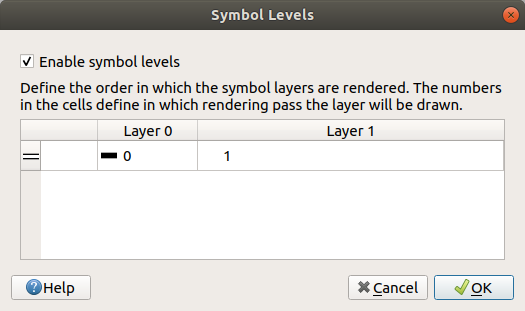 Symbol Levels
Enable symbol levels
Define the order in which the symbol layers are rendered. The numbers
in the cells define in which rendering pass the layer will be drawn.
Layer 0 Layer 1
0 1
Help Cancel OK